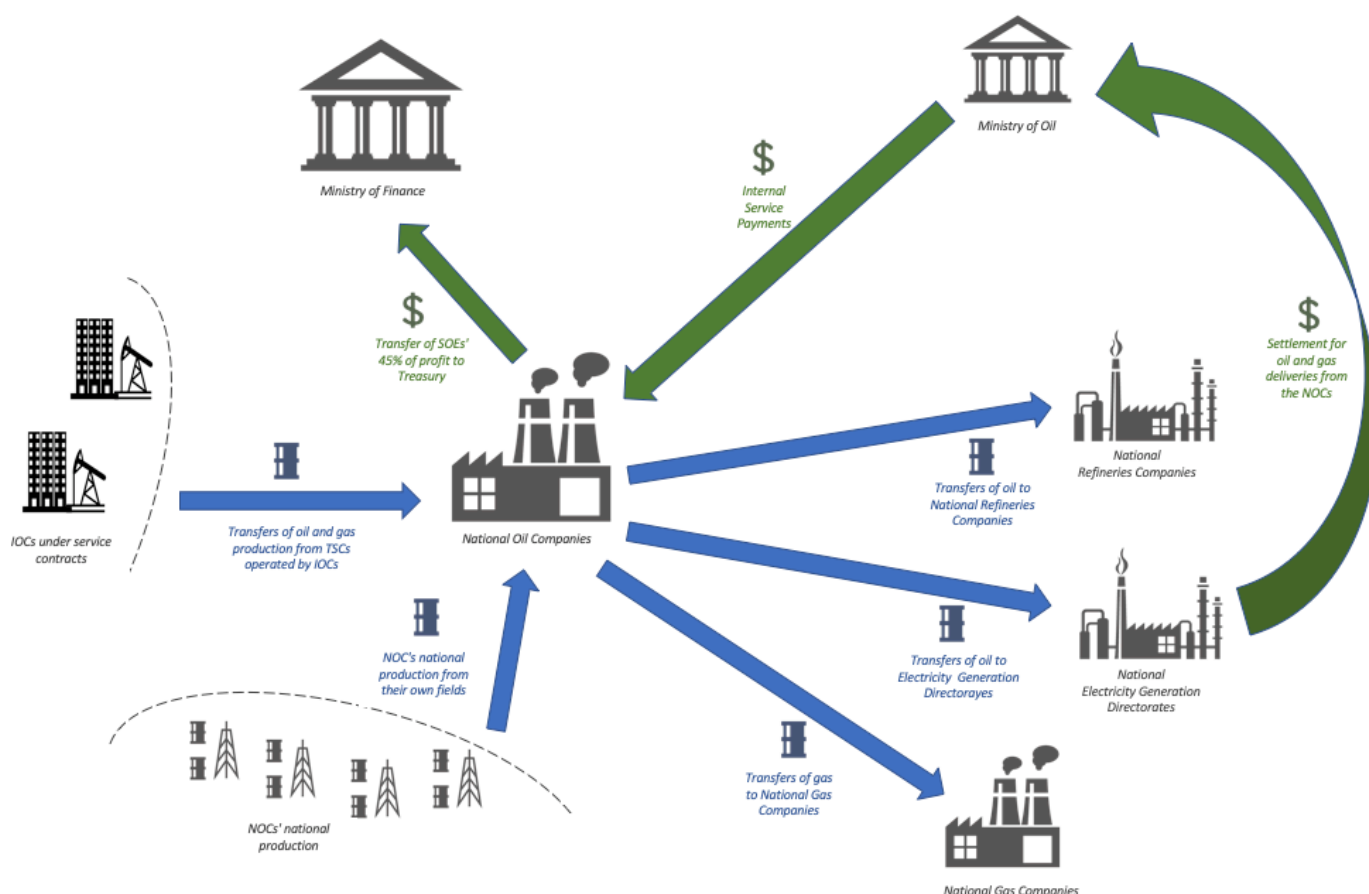 Ministry of Oil
$
Internal
Service
Payments
Ministry of Finance
$
Transfer of SOEs'
45% of profit to
Treasury
$
Settlement for
oil and gas
deliveries from
the NOCs
National
Refineries Companies
Transfers of oil to
National Refineries
Companies
IOCs under service
contracts
Transfers of oil and gas
production from TSCs
operated by IOCs
National Oil Companies
NOC's national
production from
their own fields
Transfers of oil to
Electricity Generation
Directorayes
National
Electricity Generation
Directorates
Transfers of gas
to National Gas
Companies
NOCs' national
production
National Gas Companies